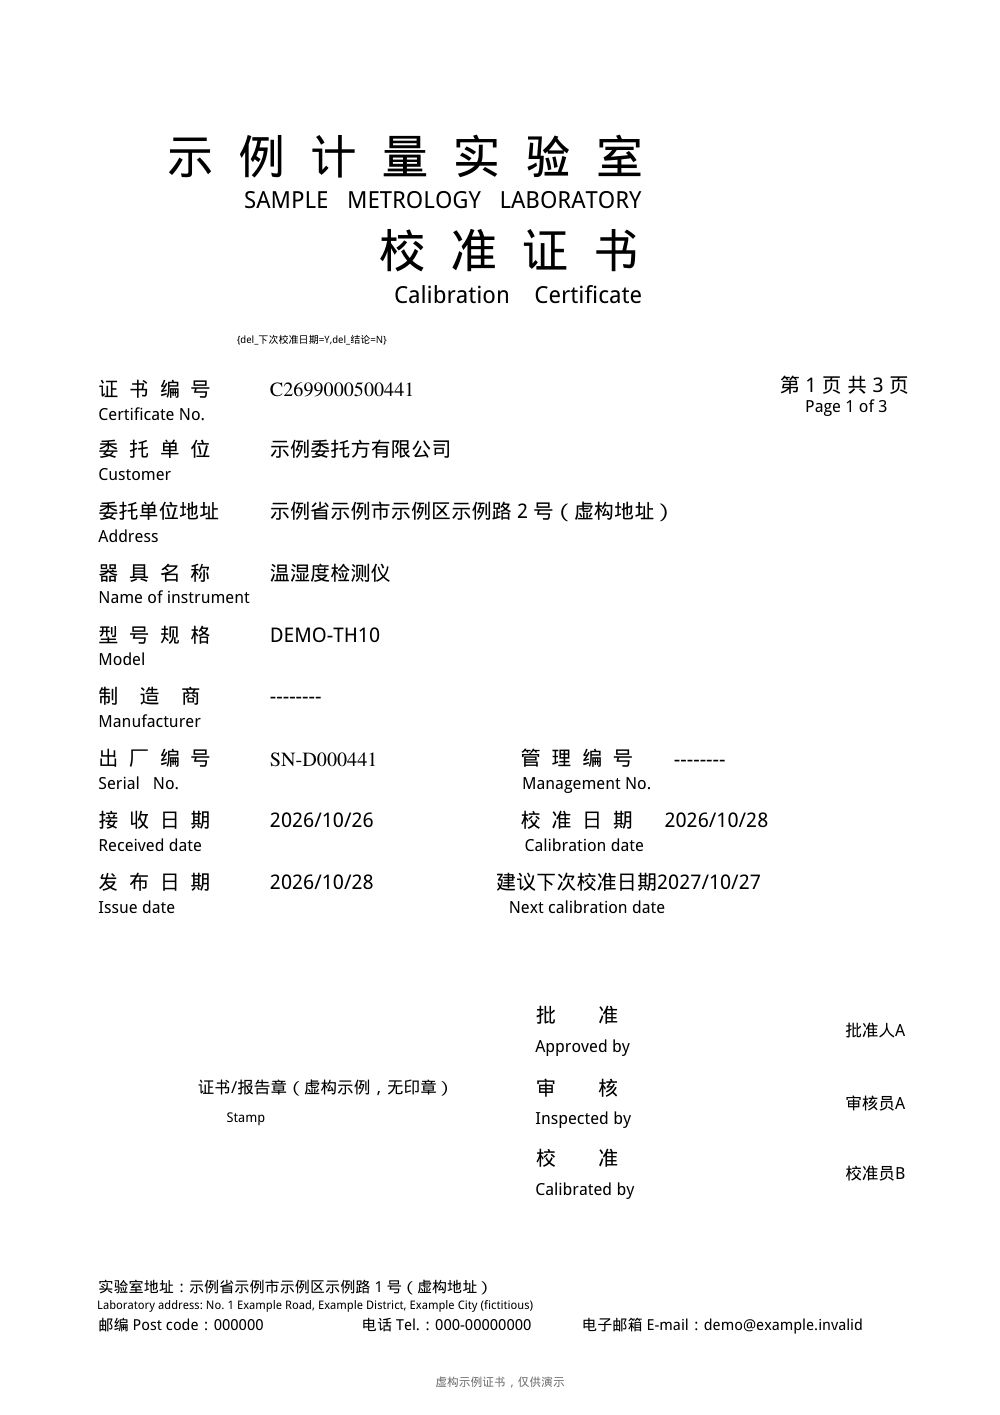 示例计量实验室
SAMPLE METROLOGY LABORATORY
校准证书
Calibration Certificate
{del_下次校准日期=Y,del_结论=N}
证书编号 C2699000500441 第 1 页 共 3 页
Certificate No. Page 1 of 3
委托单位 示例委托方有限公司
Customer
委托单位地址 示例省示例市示例区示例路 2 号（虚构地址）
Address
器具名称 温湿度检测仪
Name of instrument
型号规格 DEMO-TH10
Model
制造商 --------
Manufacturer
出厂编号 SN-D000441 管理编号 --------
Serial No. Management No.
接收日期 2026/10/26 校准日期 2026/10/28
Received date Calibration date
发布日期 2026/10/28 建议下次校准日期2027/10/27
Issue date Next calibration date
批准 批准人A
Approved by
证书/报告章（虚构示例，无印章） 审核 审核员A
Stamp Inspected by
校准 校准员B
Calibrated by
实验室地址：示例省示例市示例区示例路 1 号（虚构地址）
Laboratory address: No. 1 Example Road, Example District, Example City (fictitious)
邮编 Post code：000000 电话 Tel.：000-00000000 电子邮箱 E-mail：demo@example.invalid
虚构示例证书，仅供演示